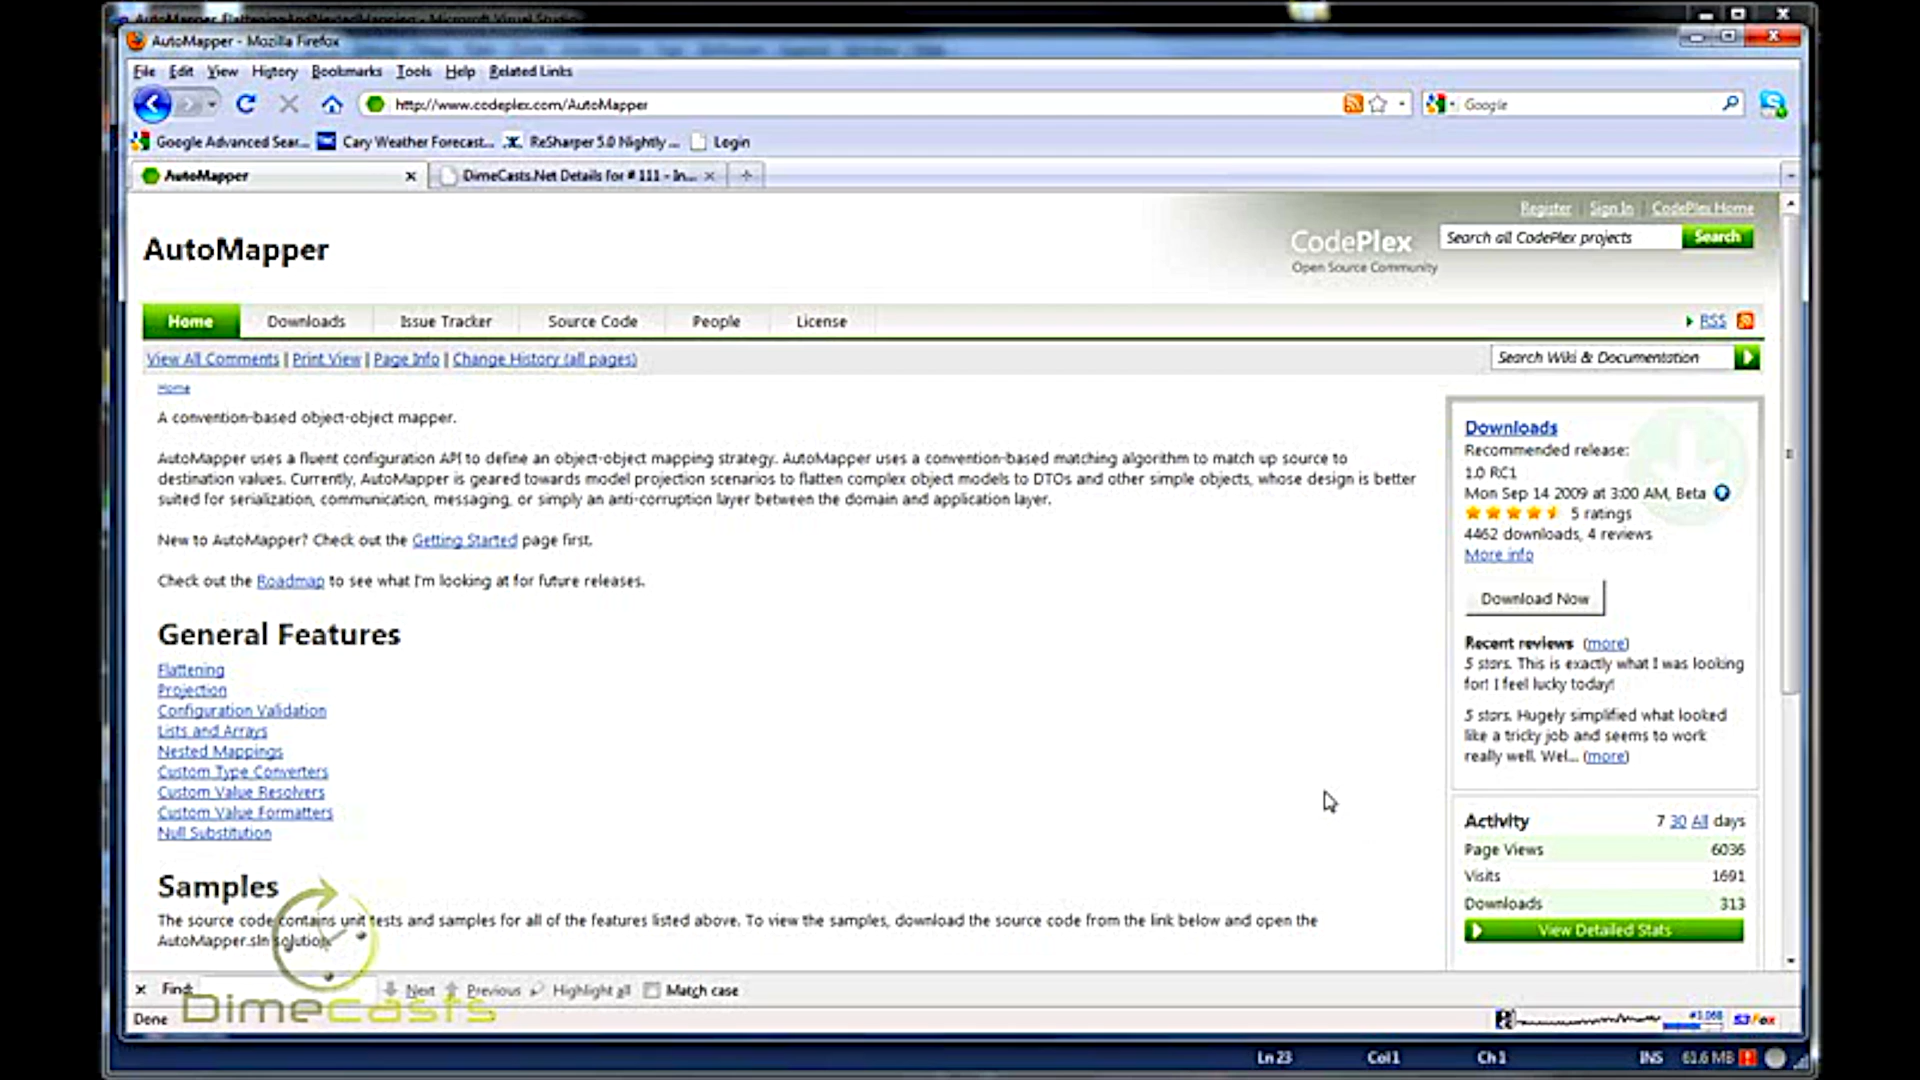 AutoMapper_FlatteningAndNestedMapping - Microsoft Visual Studio
AutoMapper - Mozilla Firefox
File Edit View History Bookmarks Tools Help Related Links
http://www.codeplex.com/AutoMapper
Google
Google Advanced Sear... Cary Weather Forecast... ReSharper 5.0 Nightly ... Login
AutoMapper
DimeCasts.Net Details for # 111 - In...
Register Sign In CodePlex Home
AutoMapper
CodePlex
Open Source Community
Search all CodePlex projects Search
Home Downloads Issue Tracker Source Code People License RSS
View All Comments | Print View | Page Info | Change History (all pages)
Search Wiki & Documentation
Home
A convention-based object-object mapper.
AutoMapper uses a fluent configuration API to define an object-object mapping strategy. AutoMapper uses a convention-based matching algorithm to match up source to
destination values. Currently, AutoMapper is geared towards model projection scenarios to flatten complex object models to DTOs and other simple objects, whose design is better
suited for serialization, communication, messaging, or simply an anti-corruption layer between the domain and application layer.
New to AutoMapper? Check out the Getting Started page first.
Check out the Roadmap to see what I'm looking at for future releases.
General Features
Flattening
Projection
Configuration Validation
Lists and Arrays
Nested Mappings
Custom Type Converters
Custom Value Resolvers
Custom Value Formatters
Null Substitution
Samples
The source code contains unit tests and samples for all of the features listed above. To view the samples, download the source code from the link below and open the
AutoMapper.sln solution.
Downloads
Recommended release:
1.0 RC1
Mon Sep 14 2009 at 3:00 AM, Beta
5 ratings
4462 downloads, 4 reviews
More info
Download Now
Recent reviews (more)
5 stars. This is exactly what I was looking
for! I feel lucky today!
5 stars. Hugely simplified what looked
like a tricky job and seems to work
really well. Wel... (more)
Activity 7 30 All days
Page Views 6036
Visits 1691
Downloads 313
View Detailed Stats
Find: Next Previous Highlight all Match case
Dimecasts
Done
S3Fox
Ln 23 Col 1 Ch 1 INS 61.6 MB